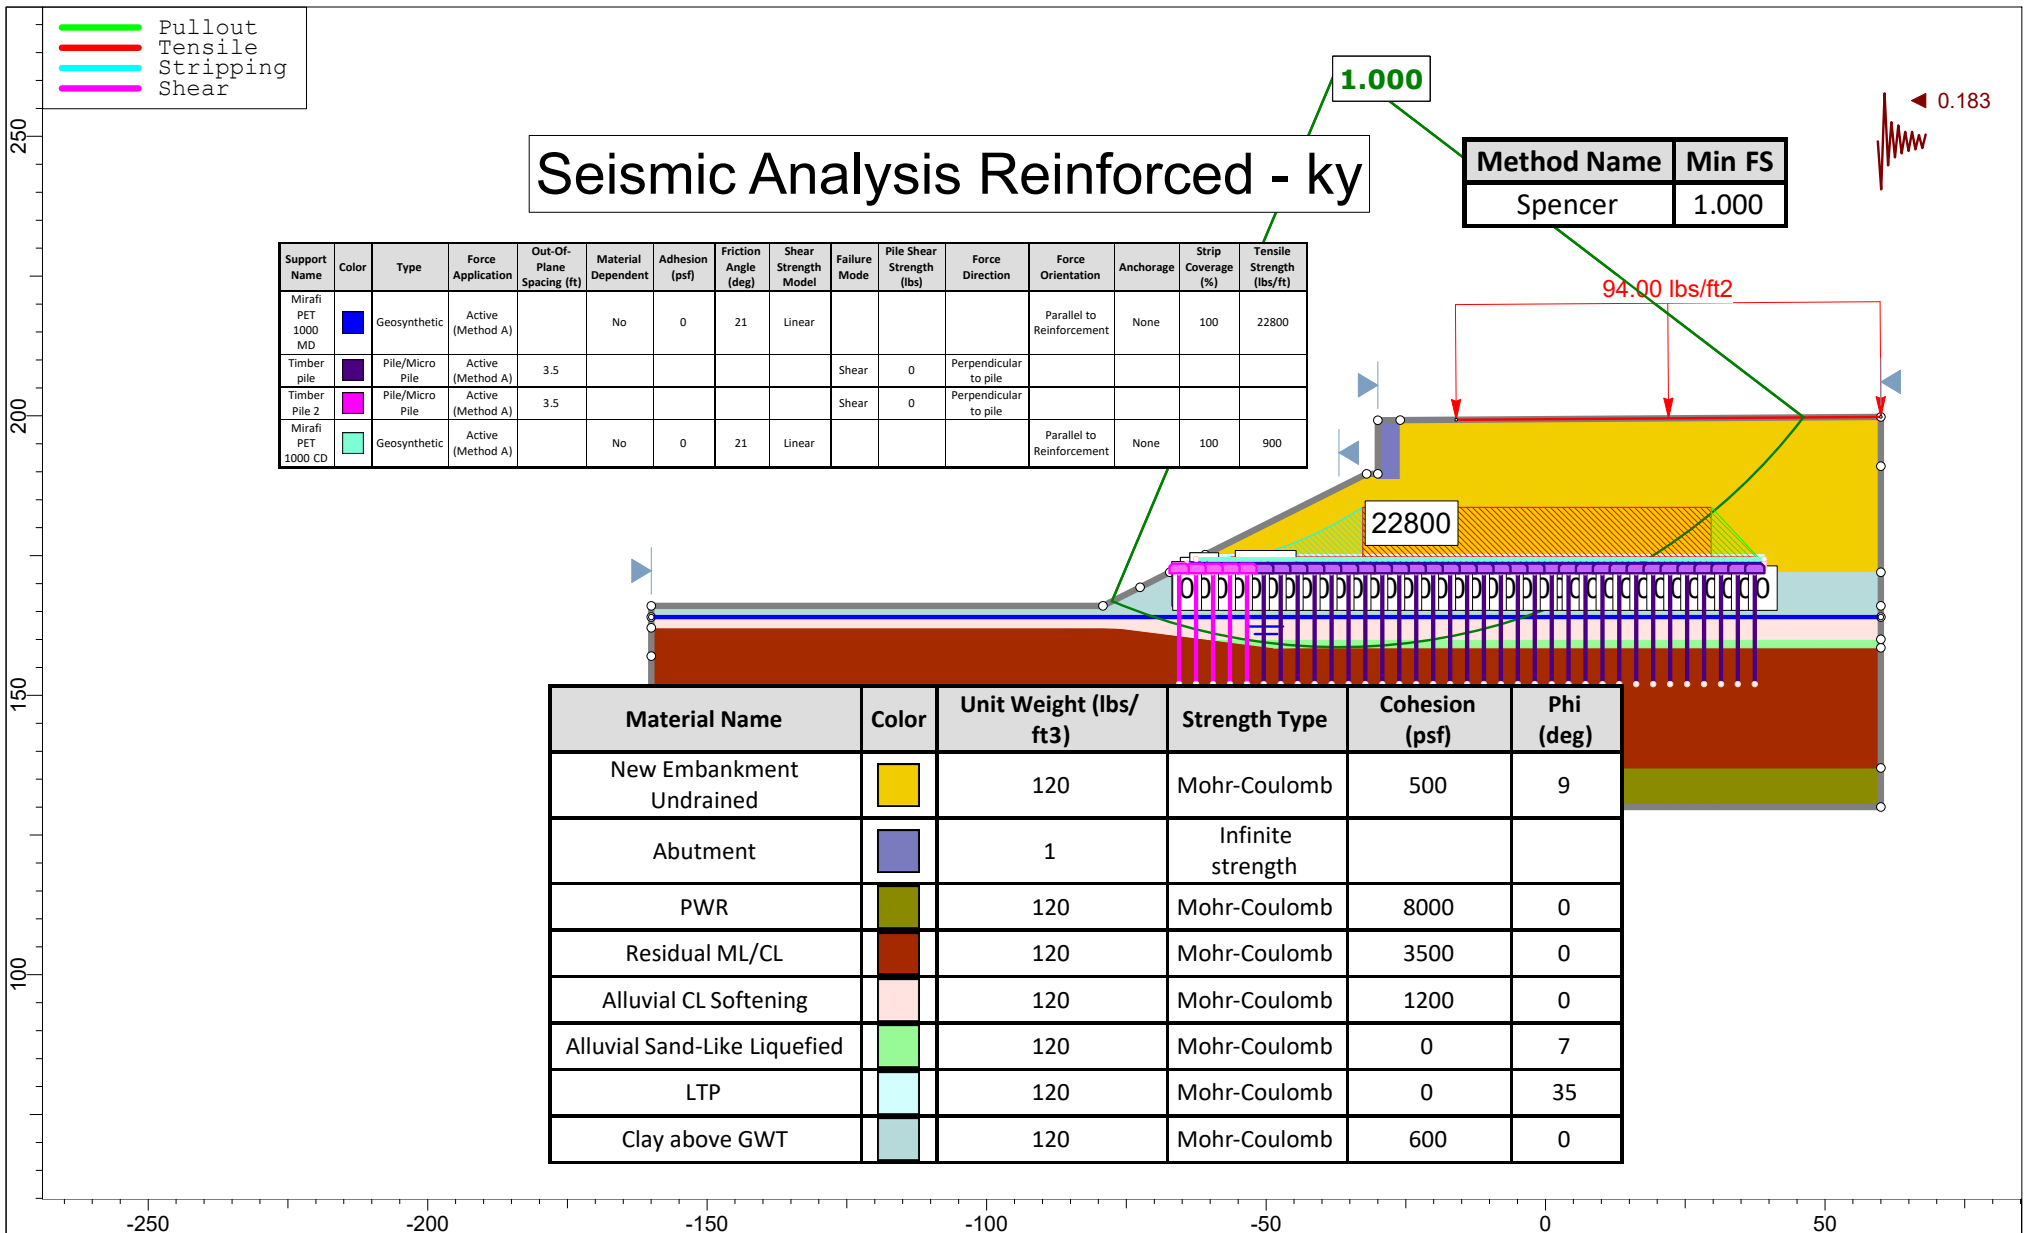 Pullout
Tensile
Stripping
Shear
1.000
0.183
Seismic Analysis Reinforced - ky
Method Name Min FS
Spencer 1.000
Support Name Color Type Force Application Out-Of-Plane Spacing (ft) Material Dependent Adhesion (psf) Friction Angle (deg) Shear Strength Model Failure Mode Pile Shear Strength (lbs) Force Direction Force Orientation Anchorage Strip Coverage (%) Tensile Strength (lbs/ft)
Mirafi PET 1000 MD Geosynthetic Active (Method A) No 0 21 Linear Parallel to Reinforcement None 100 22800
Timber pile Pile/Micro Pile Active (Method A) 3.5 Shear 0 Perpendicular to pile
Timber Pile 2 Pile/Micro Pile Active (Method A) 3.5 Shear 0 Perpendicular to pile
Mirafi PET 1000 CD Geosynthetic Active (Method A) No 0 21 Linear Parallel to Reinforcement None 100 900
94.00 lbs/ft2
22800
Material Name Color Unit Weight (lbs/ft3) Strength Type Cohesion (psf) Phi (deg)
New Embankment Undrained 120 Mohr-Coulomb 500 9
Abutment 1 Infinite strength
PWR 120 Mohr-Coulomb 8000 0
Residual ML/CL 120 Mohr-Coulomb 3500 0
Alluvial CL Softening 120 Mohr-Coulomb 1200 0
Alluvial Sand-Like Liquefied 120 Mohr-Coulomb 0 7
LTP 120 Mohr-Coulomb 0 35
Clay above GWT 120 Mohr-Coulomb 600 0
250
200
150
100
-250 -200 -150 -100 -50 0 50